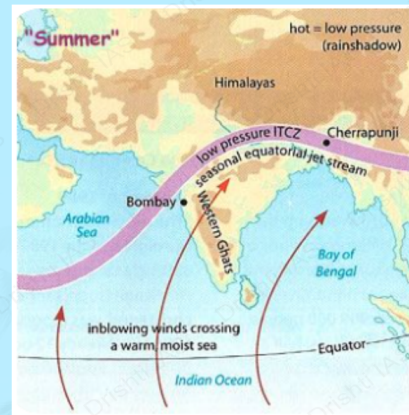 "Summer"
hot = low pressure
(rainshadow)
Himalayas
low pressure ITCZ
Cherrapunji
seasonal equatorial jet stream
Bombay
Western Ghats
Arabian
Sea
Bay of
Bengal
inblowing winds crossing
a warm, moist sea
Equator
Indian Ocean